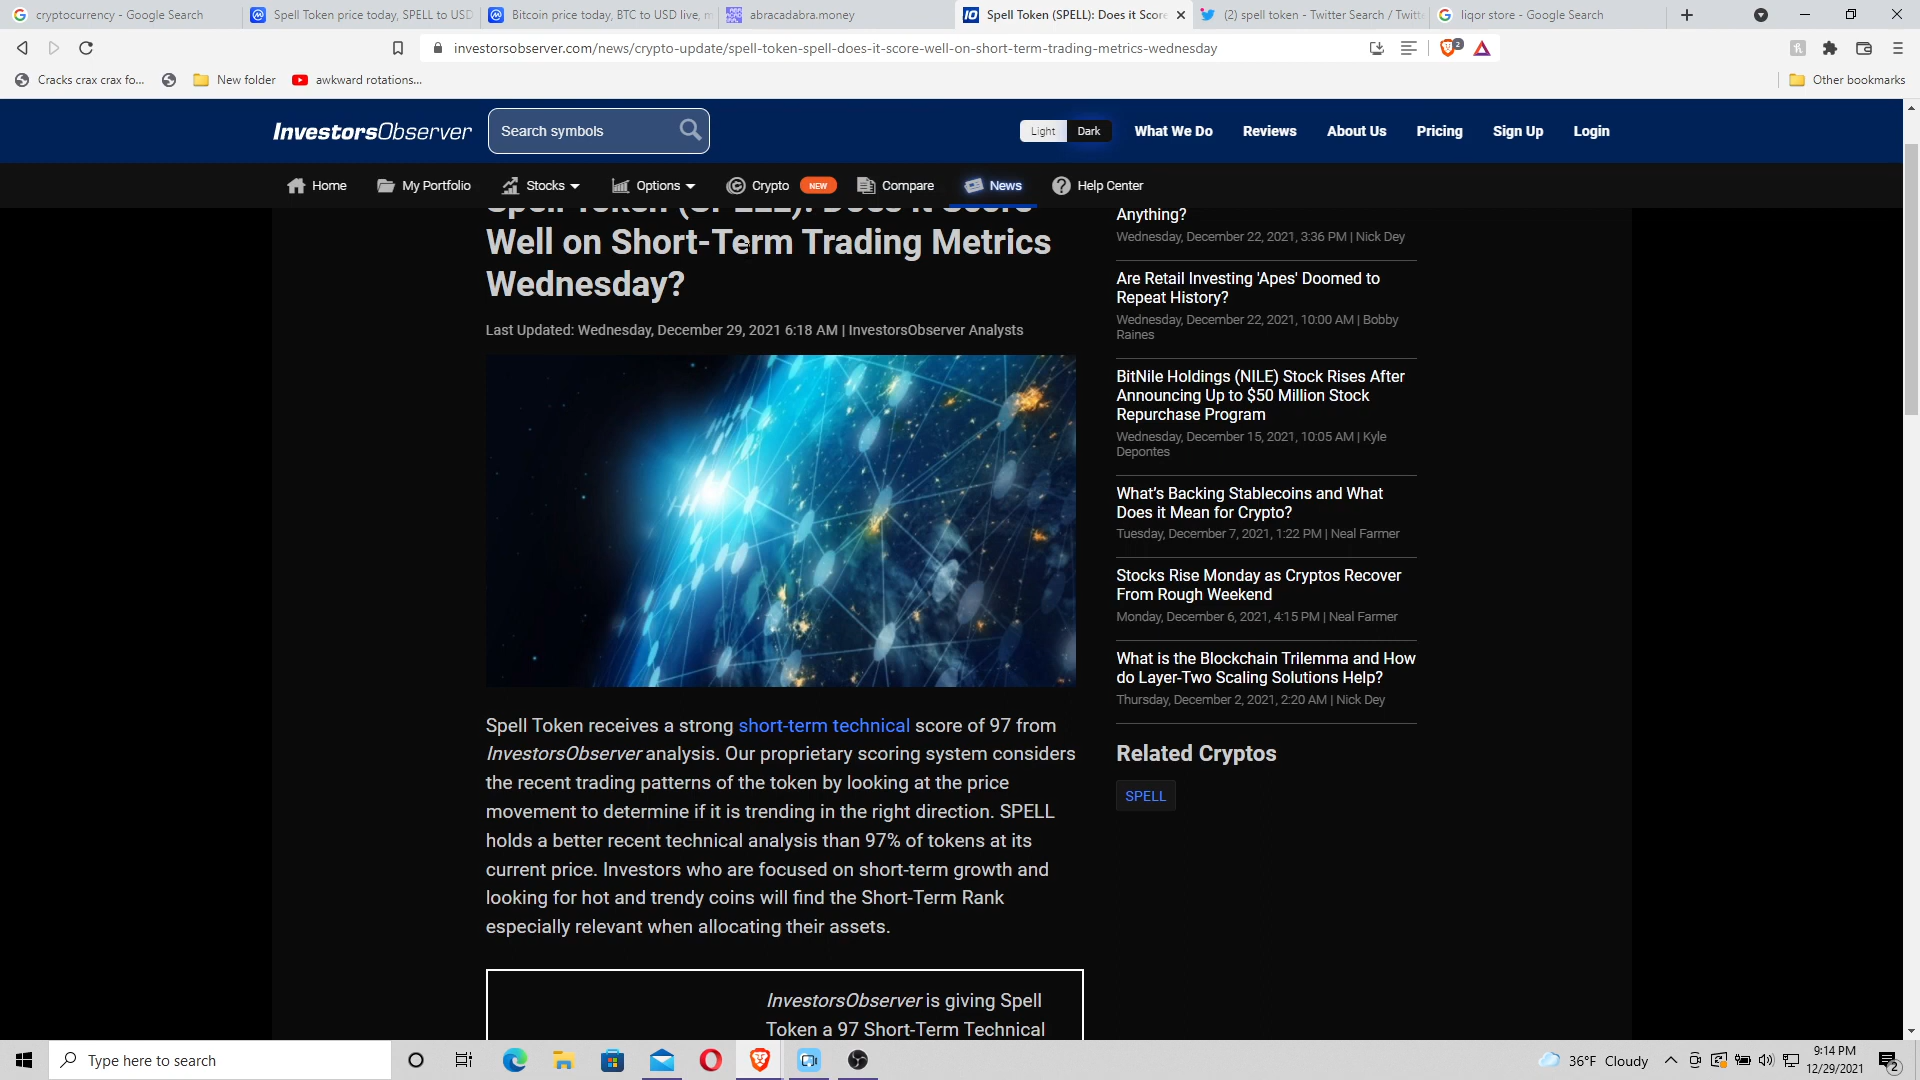 cryptocurrency - Google Search
Spell Token price today, SPELL to USD
Bitcoin price today, BTC to USD live, m
abracadabra.money
Spell Token (SPELL): Does it Score
(2) spell token - Twitter Search / Twitte
liqor store - Google Search
investorsobserver.com/news/crypto-update/spell-token-spell-does-it-score-well-on-short-term-trading-metrics-wednesday
2
Cracks crax crax fo...
New folder
awkward rotations...
Other bookmarks
InvestorsObserver
Search symbols
Light Dark
What We Do
Reviews
About Us
Pricing
Sign Up
Login
Home
My Portfolio
Stocks
Options
Crypto NEW
Compare
News
Help Center
Spell Token (SPELL): Does it Score
Well on Short-Term Trading Metrics
Wednesday?
Last Updated: Wednesday, December 29, 2021 6:18 AM | InvestorsObserver Analysts
Spell Token receives a strong short-term technical score of 97 from
InvestorsObserver analysis. Our proprietary scoring system considers
the recent trading patterns of the token by looking at the price
movement to determine if it is trending in the right direction. SPELL
holds a better recent technical analysis than 97% of tokens at its
current price. Investors who are focused on short-term growth and
looking for hot and trendy coins will find the Short-Term Rank
especially relevant when allocating their assets.
InvestorsObserver is giving Spell
Token a 97 Short-Term Technical
Anything?
Wednesday, December 22, 2021, 3:36 PM | Nick Dey
Are Retail Investing 'Apes' Doomed to
Repeat History?
Wednesday, December 22, 2021, 10:00 AM | Bobby
Raines
BitNile Holdings (NILE) Stock Rises After
Announcing Up to $50 Million Stock
Repurchase Program
Wednesday, December 15, 2021, 10:05 AM | Kyle
Depontes
What's Backing Stablecoins and What
Does it Mean for Crypto?
Tuesday, December 7, 2021, 1:22 PM | Neal Farmer
Stocks Rise Monday as Cryptos Recover
From Rough Weekend
Monday, December 6, 2021, 4:15 PM | Neal Farmer
What is the Blockchain Trilemma and How
do Layer-Two Scaling Solutions Help?
Thursday, December 2, 2021, 2:20 AM | Nick Dey
Related Cryptos
SPELL
Type here to search
36°F Cloudy
9:14 PM
12/29/2021
2